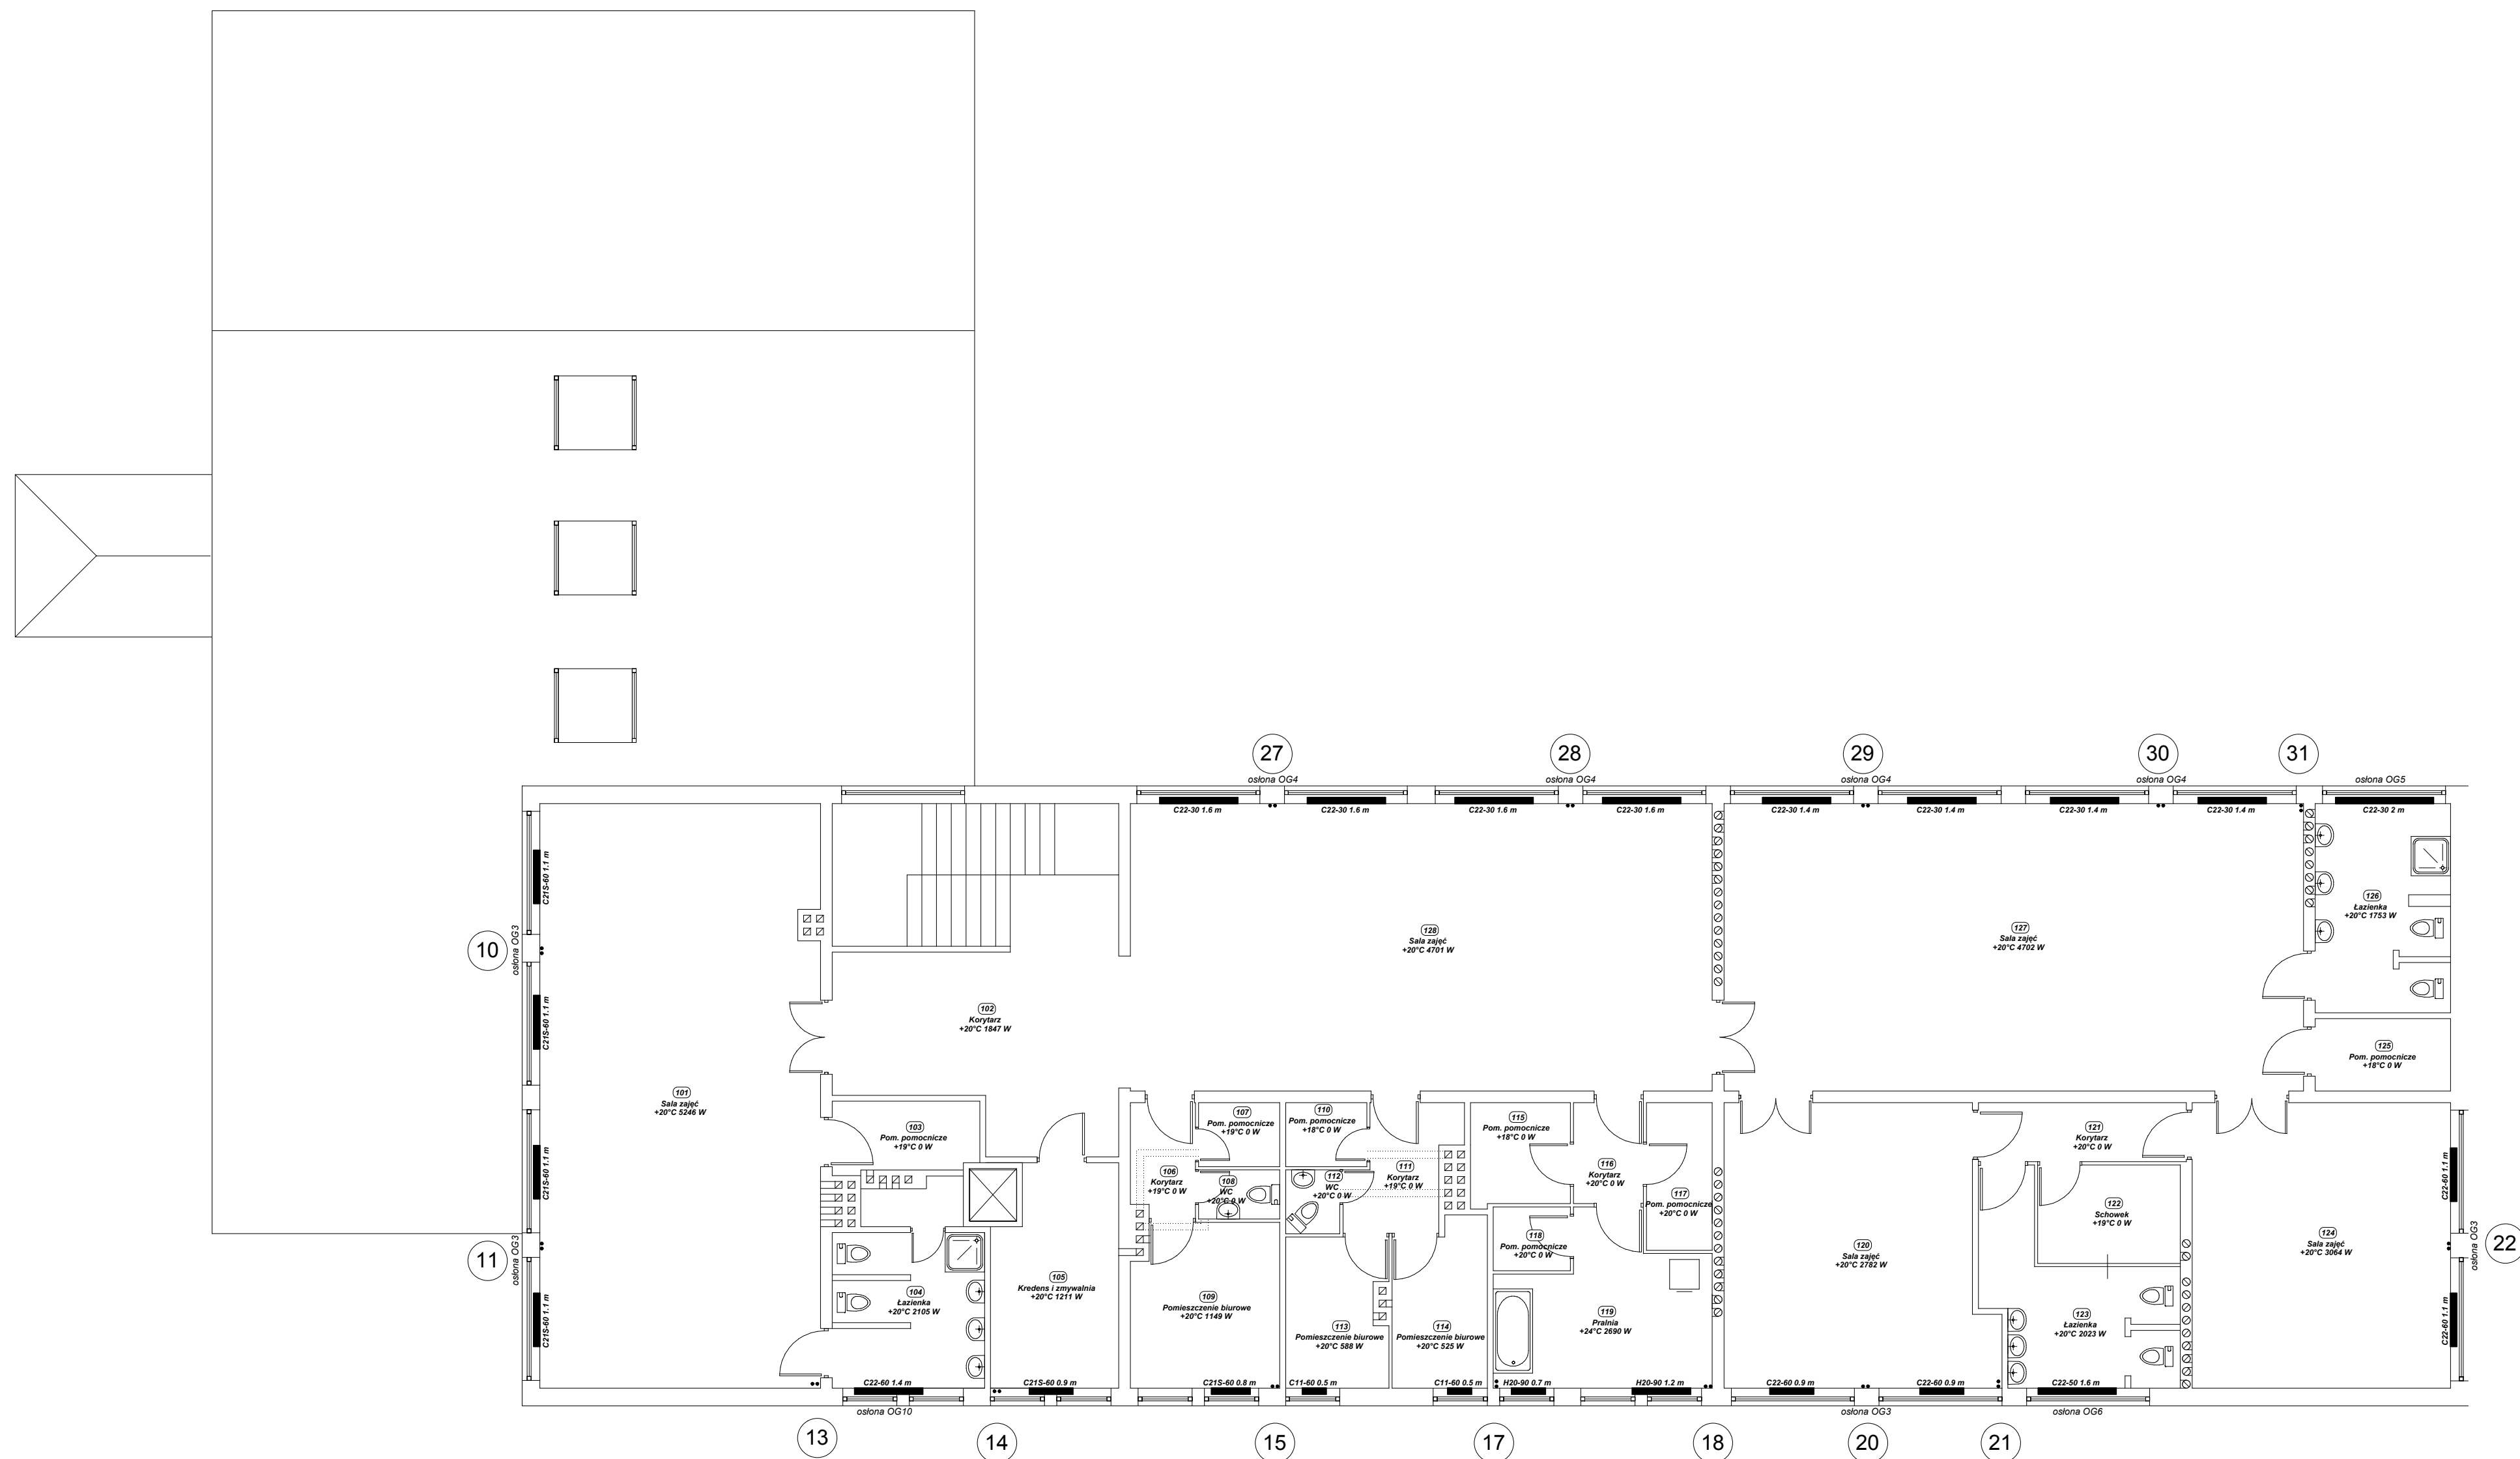 27
28
29
30
31
osłona OG4
osłona OG4
osłona OG4
osłona OG4
osłona OG5
C22-30 1.6 m
C22-30 1.6 m
C22-30 1.6 m
C22-30 1.6 m
C22-30 1.4 m
C22-30 1.4 m
C22-30 1.4 m
C22-30 1.4 m
C22-30 2 m
C21S-60 1.1 m
10
osłona OG3
C21S-60 1.1 m
101
Sala zajęć
+20°C 5246 W
C21S-60 1.1 m
11
osłona OG3
C21S-60 1.1 m
102
Korytarz
+20°C 1847 W
128
Sala zajęć
+20°C 4701 W
127
Sala zajęć
+20°C 4702 W
126
Łazienka
+20°C 1753 W
125
Pom. pomocnicze
+18°C 0 W
103
Pom. pomocnicze
+19°C 0 W
104
Łazienka
+20°C 2105 W
105
Kredens i zmywalnia
+20°C 1211 W
106
Korytarz
+19°C 0 W
107
Pom. pomocnicze
+19°C 0 W
108
WC
+20°C 0 W
109
Pomieszczenie biurowe
+20°C 1149 W
110
Pom. pomocnicze
+18°C 0 W
111
Korytarz
+19°C 0 W
112
WC
+20°C 0 W
113
Pomieszczenie biurowe
+20°C 588 W
114
Pomieszczenie biurowe
+20°C 525 W
115
Pom. pomocnicze
+18°C 0 W
116
Korytarz
+20°C 0 W
117
Pom. pomocnicze
+20°C 0 W
118
Pom. pomocnicze
+20°C 0 W
119
Pralnia
+24°C 2690 W
120
Sala zajęć
+20°C 2782 W
121
Korytarz
+20°C 0 W
122
Schowek
+19°C 0 W
123
Łazienka
+20°C 2023 W
124
Sala zajęć
+20°C 3064 W
C22-60 1.1 m
osłona OG3
22
C22-60 1.1 m
C22-60 1.4 m
C21S-60 0.9 m
C21S-60 0.8 m
C11-60 0.5 m
C11-60 0.5 m
H20-90 0.7 m
H20-90 1.2 m
C22-60 0.9 m
C22-60 0.9 m
C22-50 1.6 m
osłona OG10
osłona OG3
osłona OG6
13
14
15
17
18
20
21